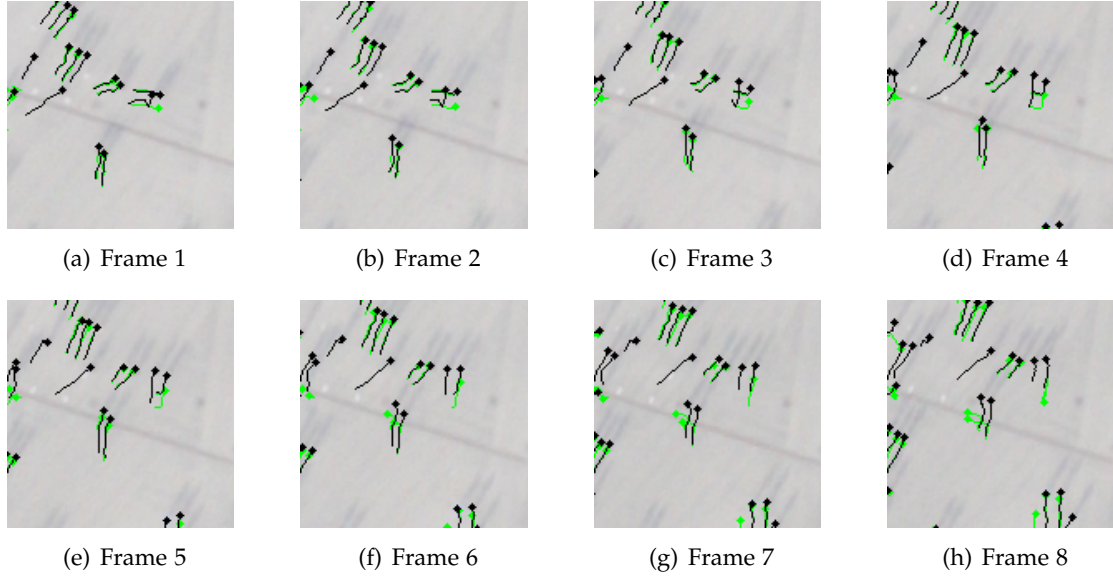 (a) Frame 1
(b) Frame 2
(c) Frame 3
(d) Frame 4
(e) Frame 5
(f) Frame 6
(g) Frame 7
(h) Frame 8